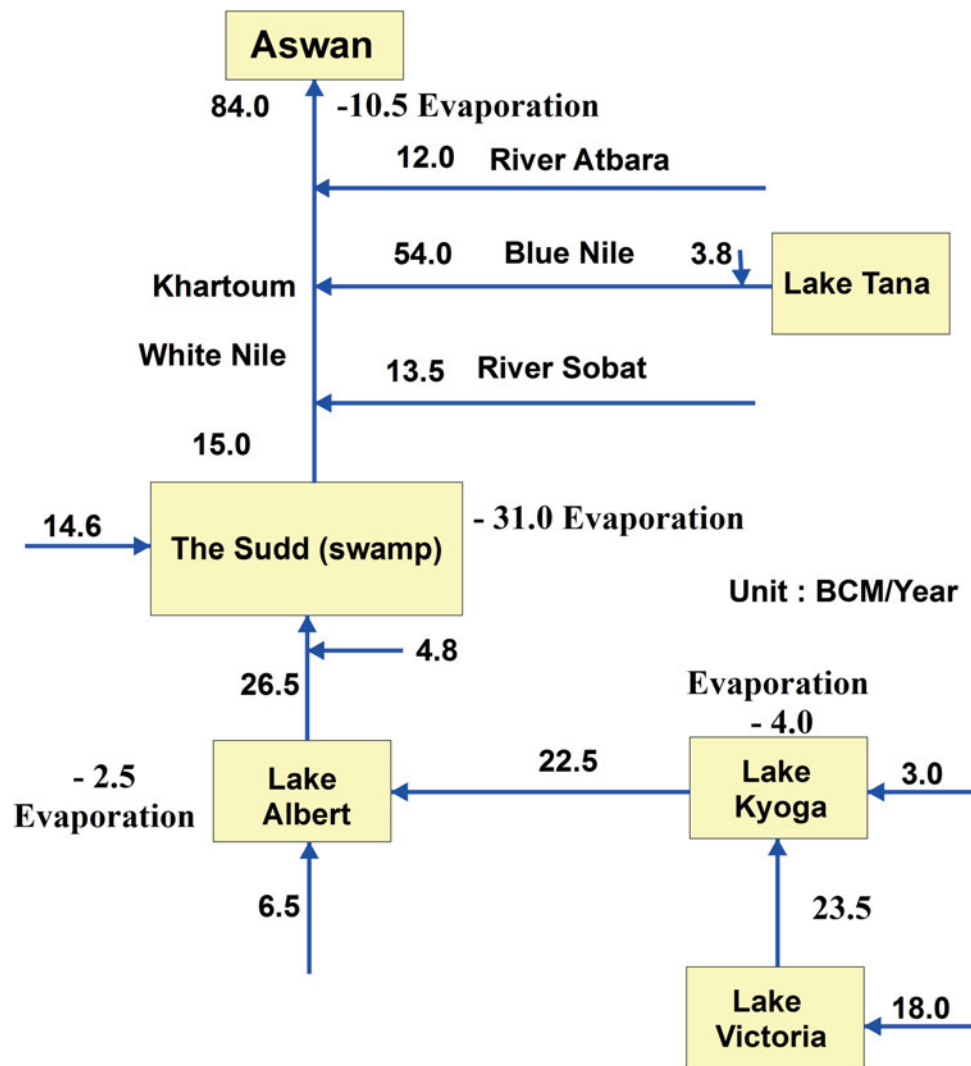 Aswan
84.0
-10.5 Evaporation
12.0 River Atbara
54.0 Blue Nile 3.8
Lake Tana
Khartoum
White Nile
13.5 River Sobat
15.0
14.6
The Sudd (swamp)
- 31.0 Evaporation
Unit : BCM/Year
4.8
26.5
Evaporation
- 4.0
- 2.5
Evaporation
Lake
Albert
22.5
Lake
Kyoga
3.0
6.5
23.5
Lake
Victoria
18.0